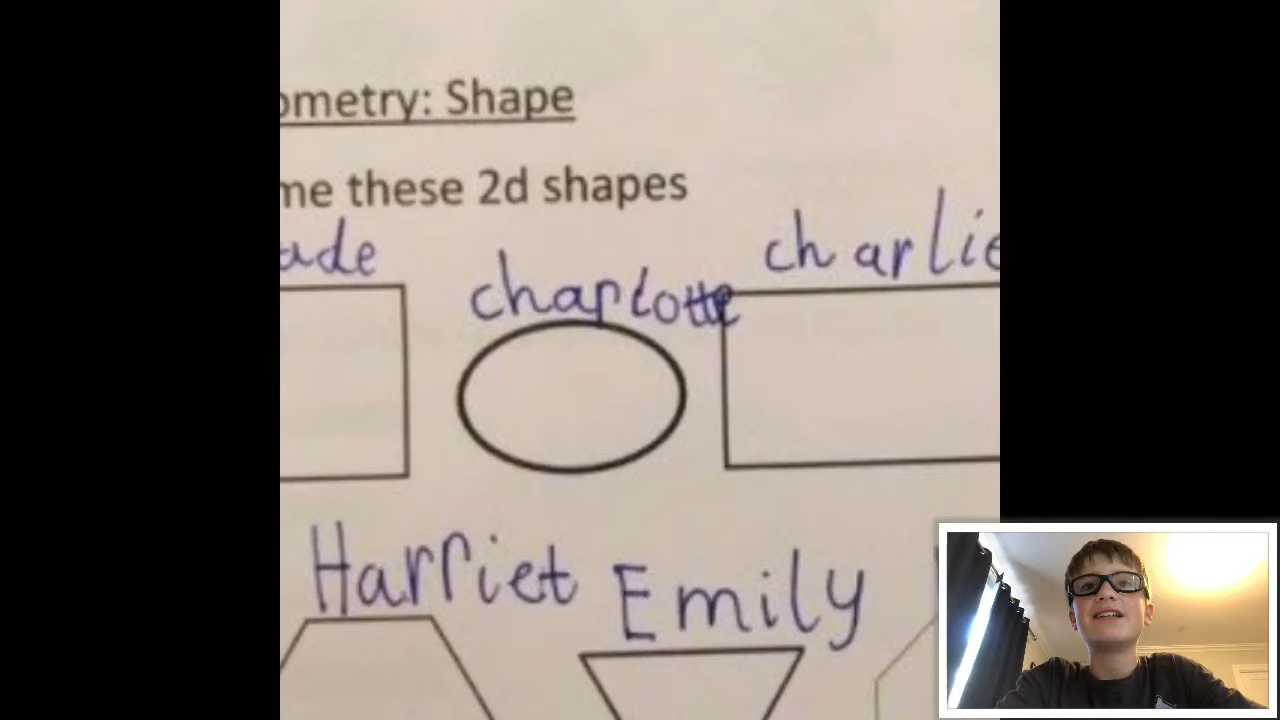 ometry: Shape
me these 2d shapes
ade
charlotte
charlie
Harriet
Emily